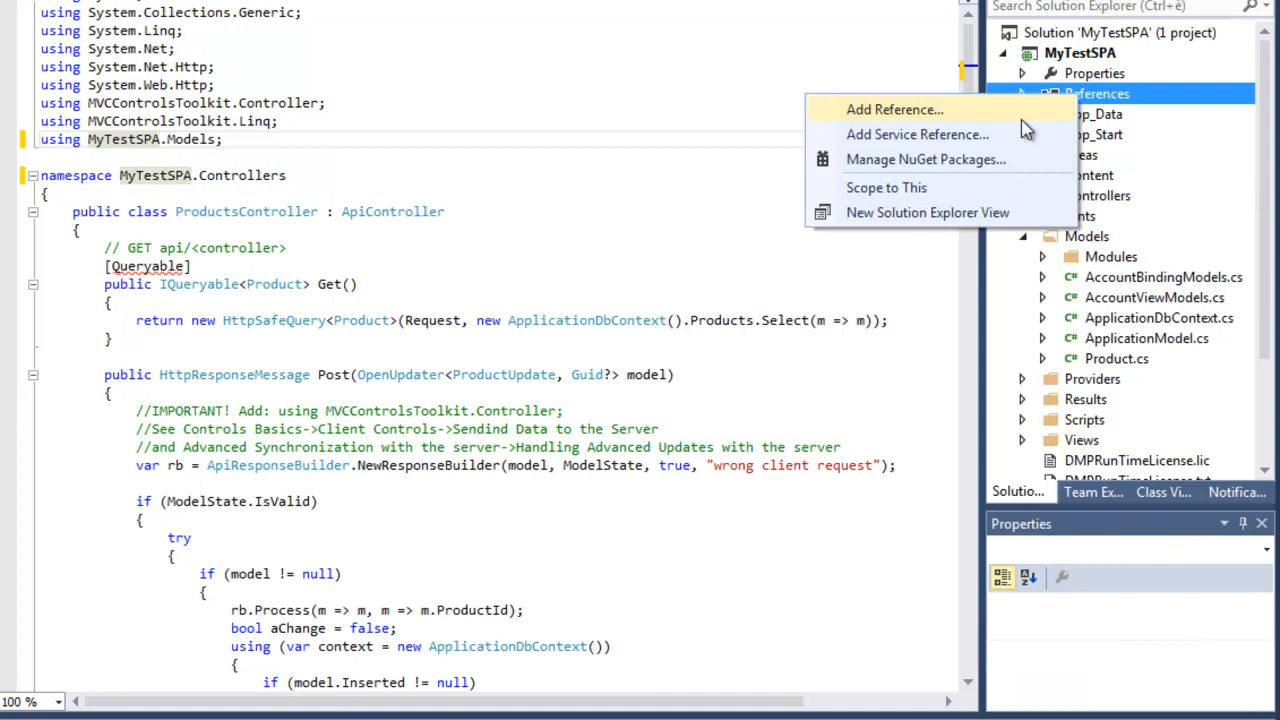 using System.Collections.Generic;
using System.Linq;
using System.Net;
using System.Net.Http;
using System.Web.Http;
using MVCControlsToolkit.Controller;
using MVCControlsToolkit.Linq;
using MyTestSPA.Models;
namespace MyTestSPA.Controllers
{
public class ProductsController : ApiController
{
// GET api/<controller>
[Queryable]
public IQueryable<Product> Get()
{
return new HttpSafeQuery<Product>(Request, new ApplicationDbContext().Products.Select(m => m));
}
public HttpResponseMessage Post(OpenUpdater<ProductUpdate, Guid?> model)
{
//IMPORTANT! Add: using MVCControlsToolkit.Controller;
//See Controls Basics->Client Controls->Sendind Data to the Server
//and Advanced Synchronization with the server->Handling Advanced Updates with the server
var rb = ApiResponseBuilder.NewResponseBuilder(model, ModelState, true, "wrong client request");
if (ModelState.IsValid)
{
try
{
if (model != null)
{
rb.Process(m => m, m => m.ProductId);
bool aChange = false;
using (var context = new ApplicationDbContext())
{
if (model.Inserted != null)
100 %
Add Reference...
Add Service Reference...
Manage NuGet Packages...
Scope to This
New Solution Explorer View
Search Solution Explorer (Ctrl+è)
Solution 'MyTestSPA' (1 project)
MyTestSPA
Properties
References
p_Data
p_Start
eas
ontent
ontrollers
nts
Models
Modules
AccountBindingModels.cs
AccountViewModels.cs
ApplicationDbContext.cs
ApplicationModel.cs
Product.cs
Providers
Results
Scripts
Views
DMPRunTimeLicense.lic
Solutio... Team Ex... Class Vi... Notifica...
Properties